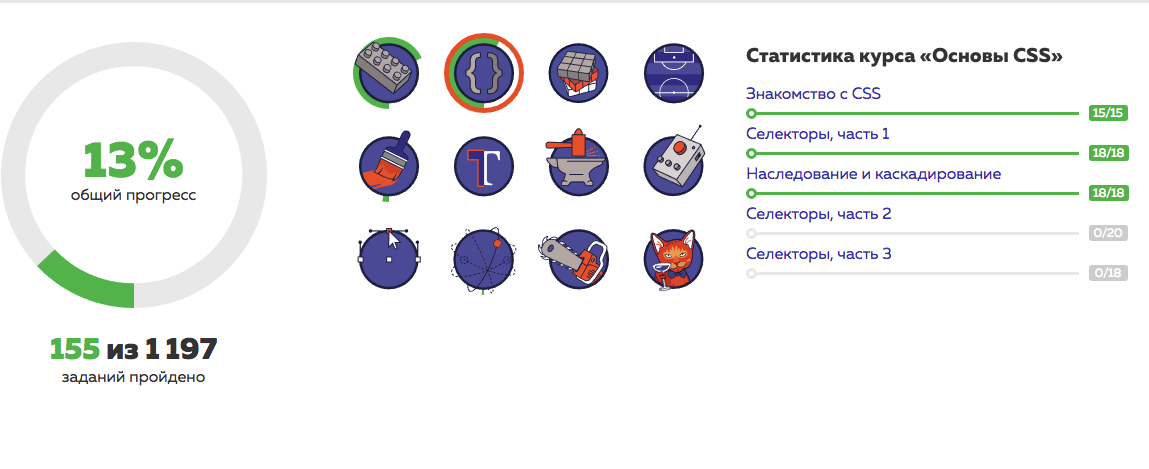 13%
общий прогресс
155 из 1 197
заданий пройдено
{ }
T
Статистика курса «Основы CSS»
Знакомство с CSS
15/15
Селекторы, часть 1
18/18
Наследование и каскадирование
18/18
Селекторы, часть 2
0/20
Селекторы, часть 3
0/18